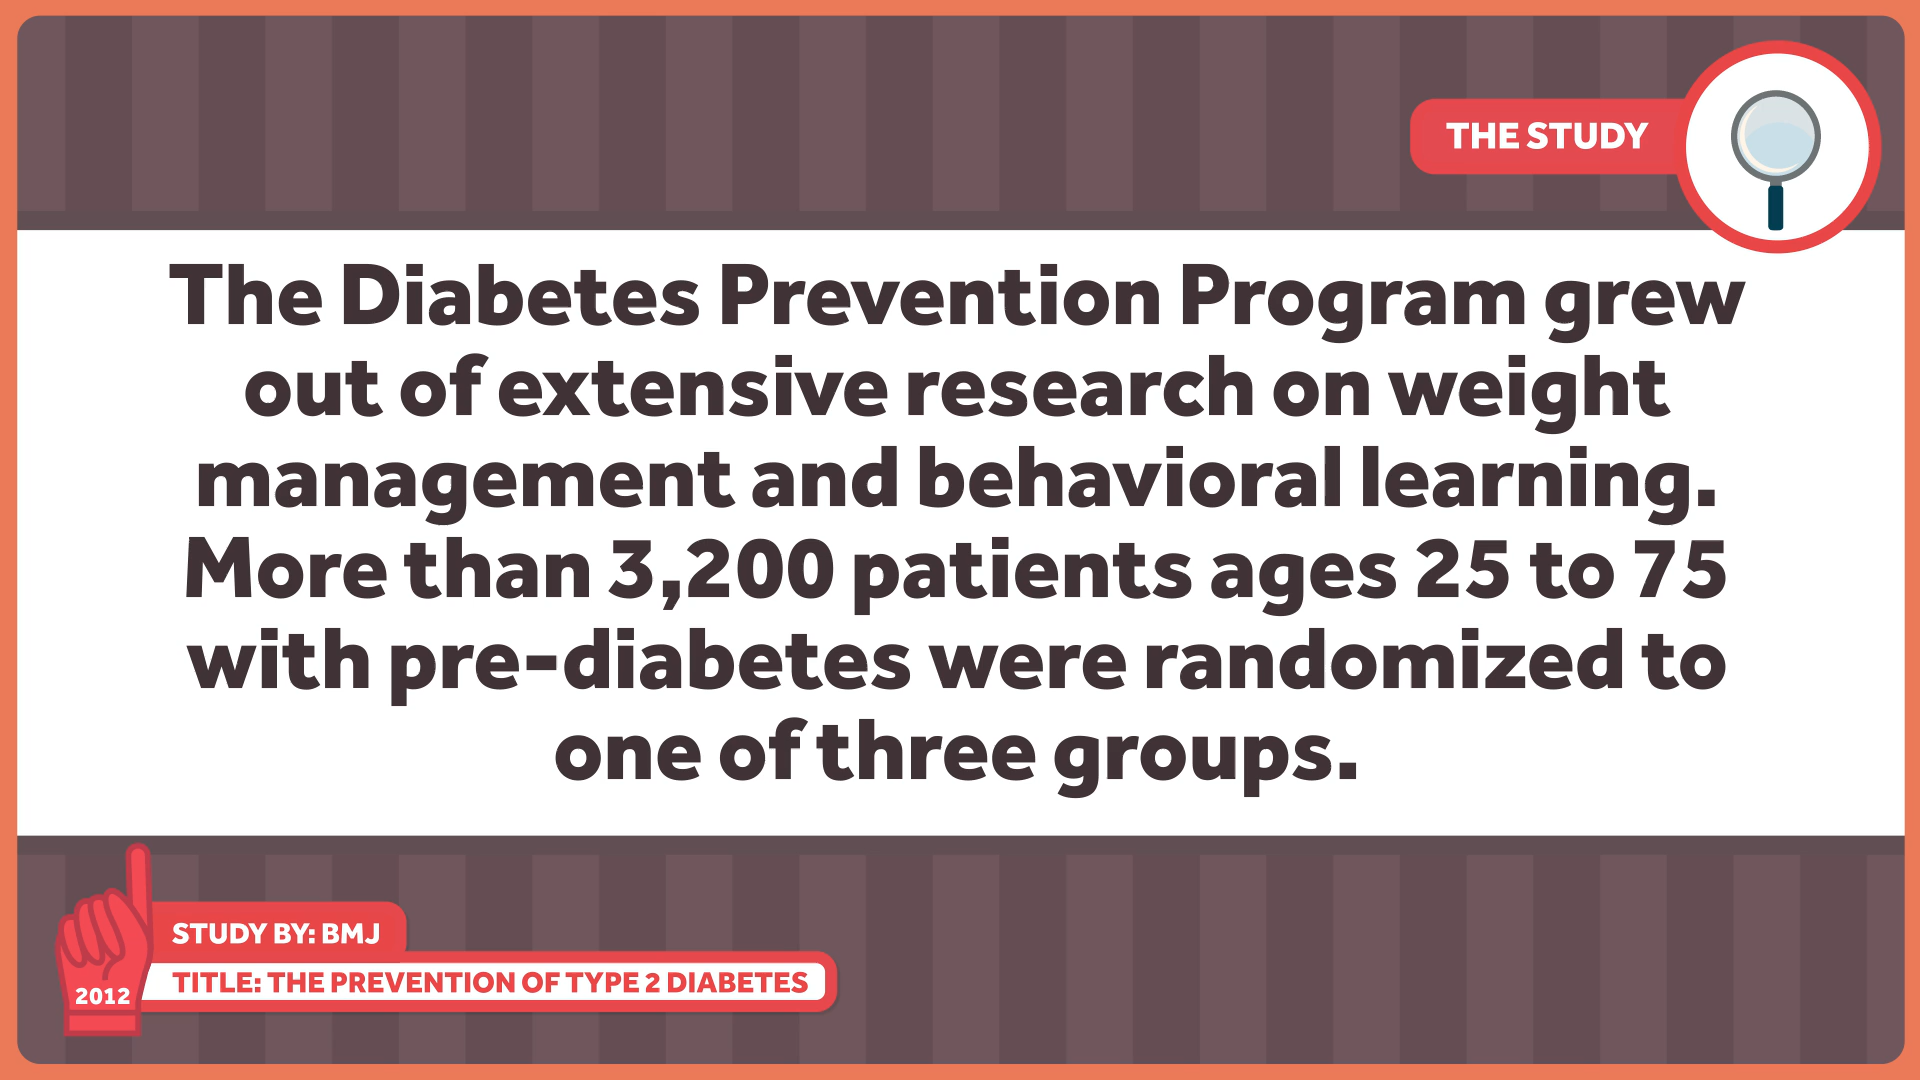 THE STUDY
The Diabetes Prevention Program grew
out of extensive research on weight
management and behavioral learning.
More than 3,200 patients ages 25 to 75
with pre-diabetes were randomized to
one of three groups.
STUDY BY: BMJ
TITLE: THE PREVENTION OF TYPE 2 DIABETES
2012